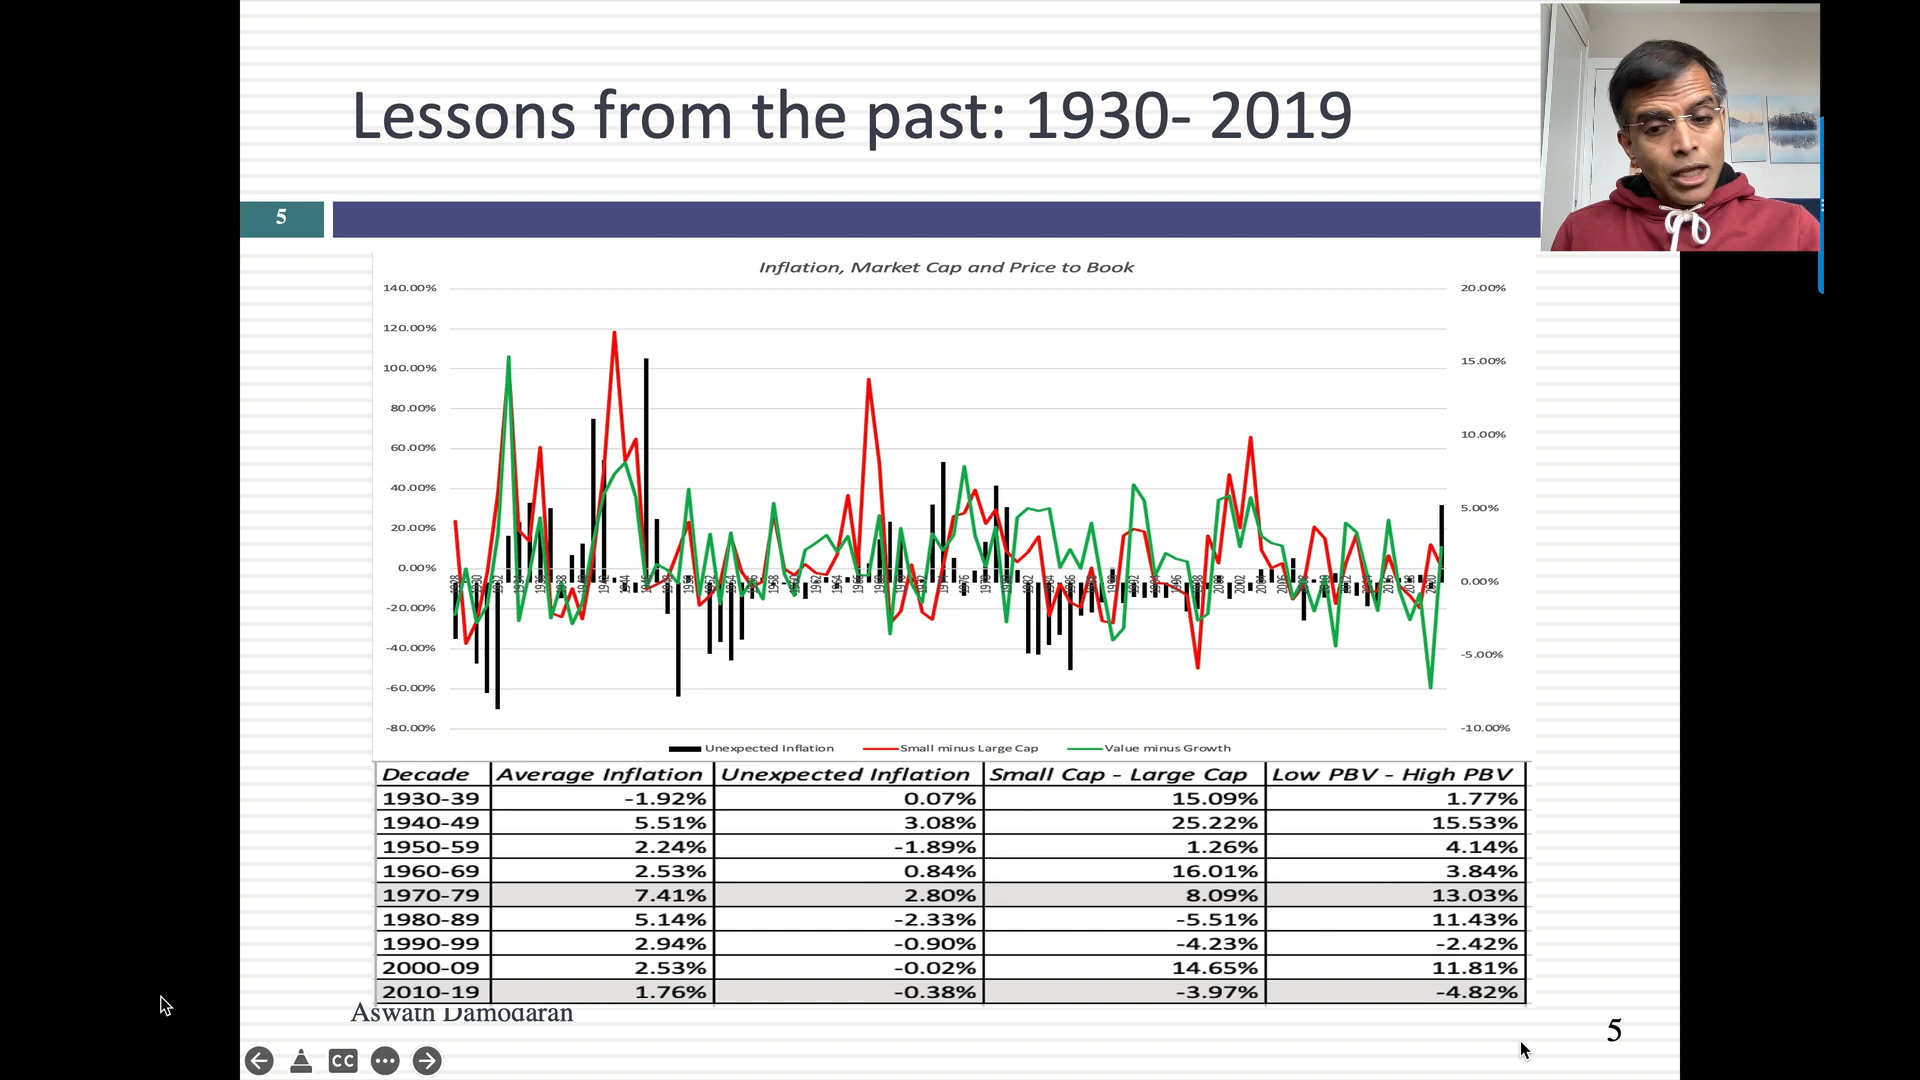 Lessons from the past: 1930- 2019
5
Inflation, Market Cap and Price to Book
140.00%
120.00%
100.00%
80.00%
60.00%
40.00%
20.00%
0.00%
-20.00%
-40.00%
-60.00%
-80.00%
20.00%
15.00%
10.00%
5.00%
0.00%
-5.00%
-10.00%
Unexpected Inflation Small minus Large Cap Value minus Growth
Decade Average Inflation Unexpected Inflation Small Cap - Large Cap Low PBV - High PBV
1930-39 -1.92% 0.07% 15.09% 1.77%
1940-49 5.51% 3.08% 25.22% 15.53%
1950-59 2.24% -1.89% 1.26% 4.14%
1960-69 2.53% 0.84% 16.01% 3.84%
1970-79 7.41% 2.80% 8.09% 13.03%
1980-89 5.14% -2.33% -5.51% 11.43%
1990-99 2.94% -0.90% -4.23% -2.42%
2000-09 2.53% -0.02% 14.65% 11.81%
2010-19 1.76% -0.38% -3.97% -4.82%
Aswath Damodaran
5
CC